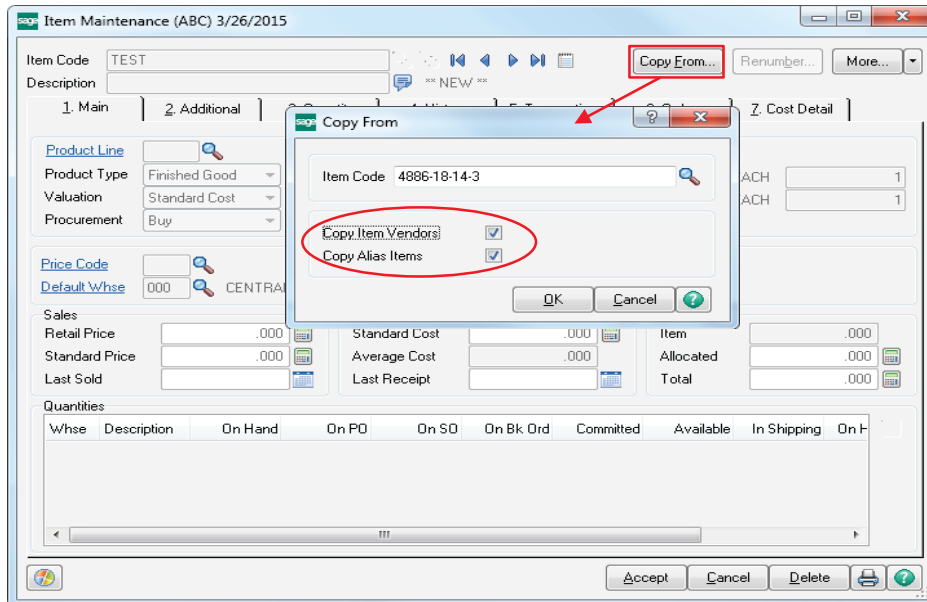 sage Item Maintenance (ABC) 3/26/2015
Item Code TEST Copy From... Renumber... More...
Description ** NEW **
1. Main 2. Additional 7. Cost Detail
sage Copy From
Product Line
Product Type Finished Good Item Code 4886-18-14-3 ACH 1
Valuation Standard Cost ACH 1
Procurement Buy Copy Item Vendors
Copy Alias Items
Price Code
Default Whse 000 CENTRAL
OK Cancel
Sales
Retail Price .000 Standard Cost .000 Item .000
Standard Price .000 Average Cost .000 Allocated .000
Last Sold Last Receipt Total .000
Quantities
Whse Description On Hand On PO On SO On Bk Ord Committed Available In Shipping On H
Accept Cancel Delete